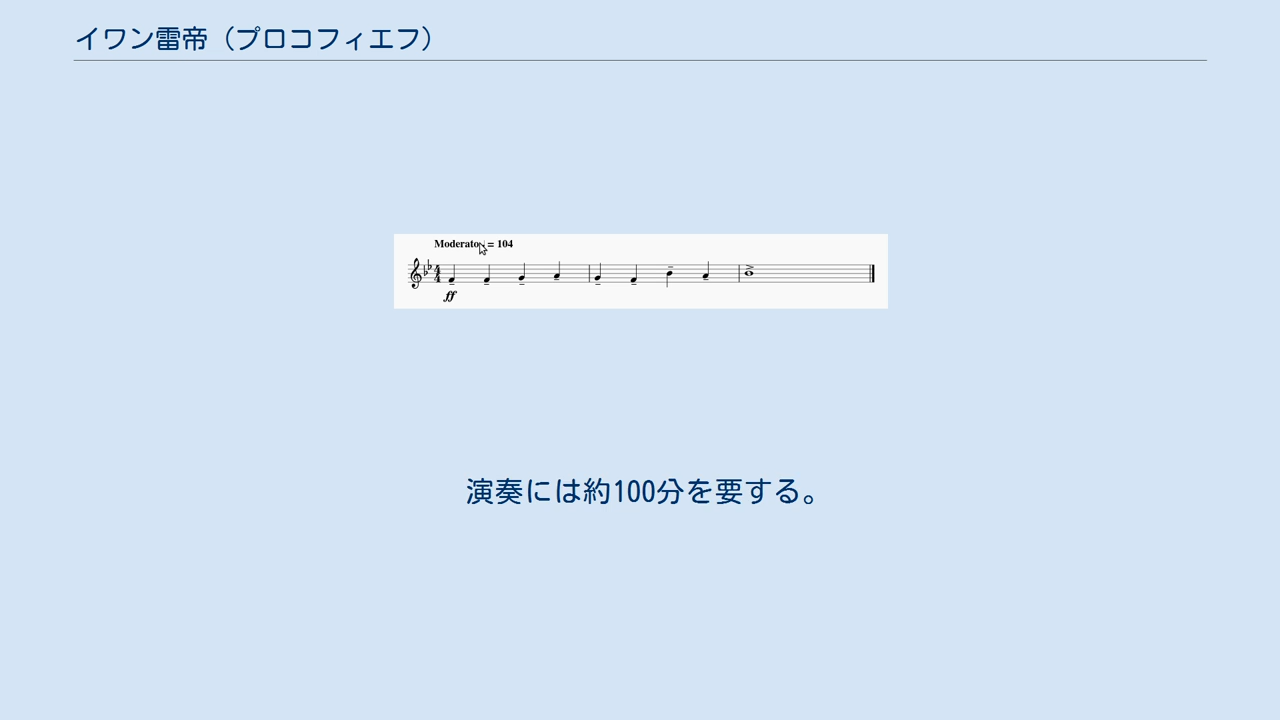 イワン雷帝（プロコフィエフ）
Moderato = 104
ff
演奏には約100分を要する。